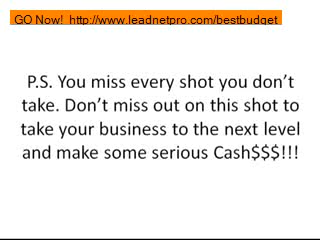 GO Now!  http://www.leadnetpro.com/bestbudget
P.S. You miss every shot you don’t
take. Don’t miss out on this shot to
take your business to the next level
and make some serious Cash$$$!!!